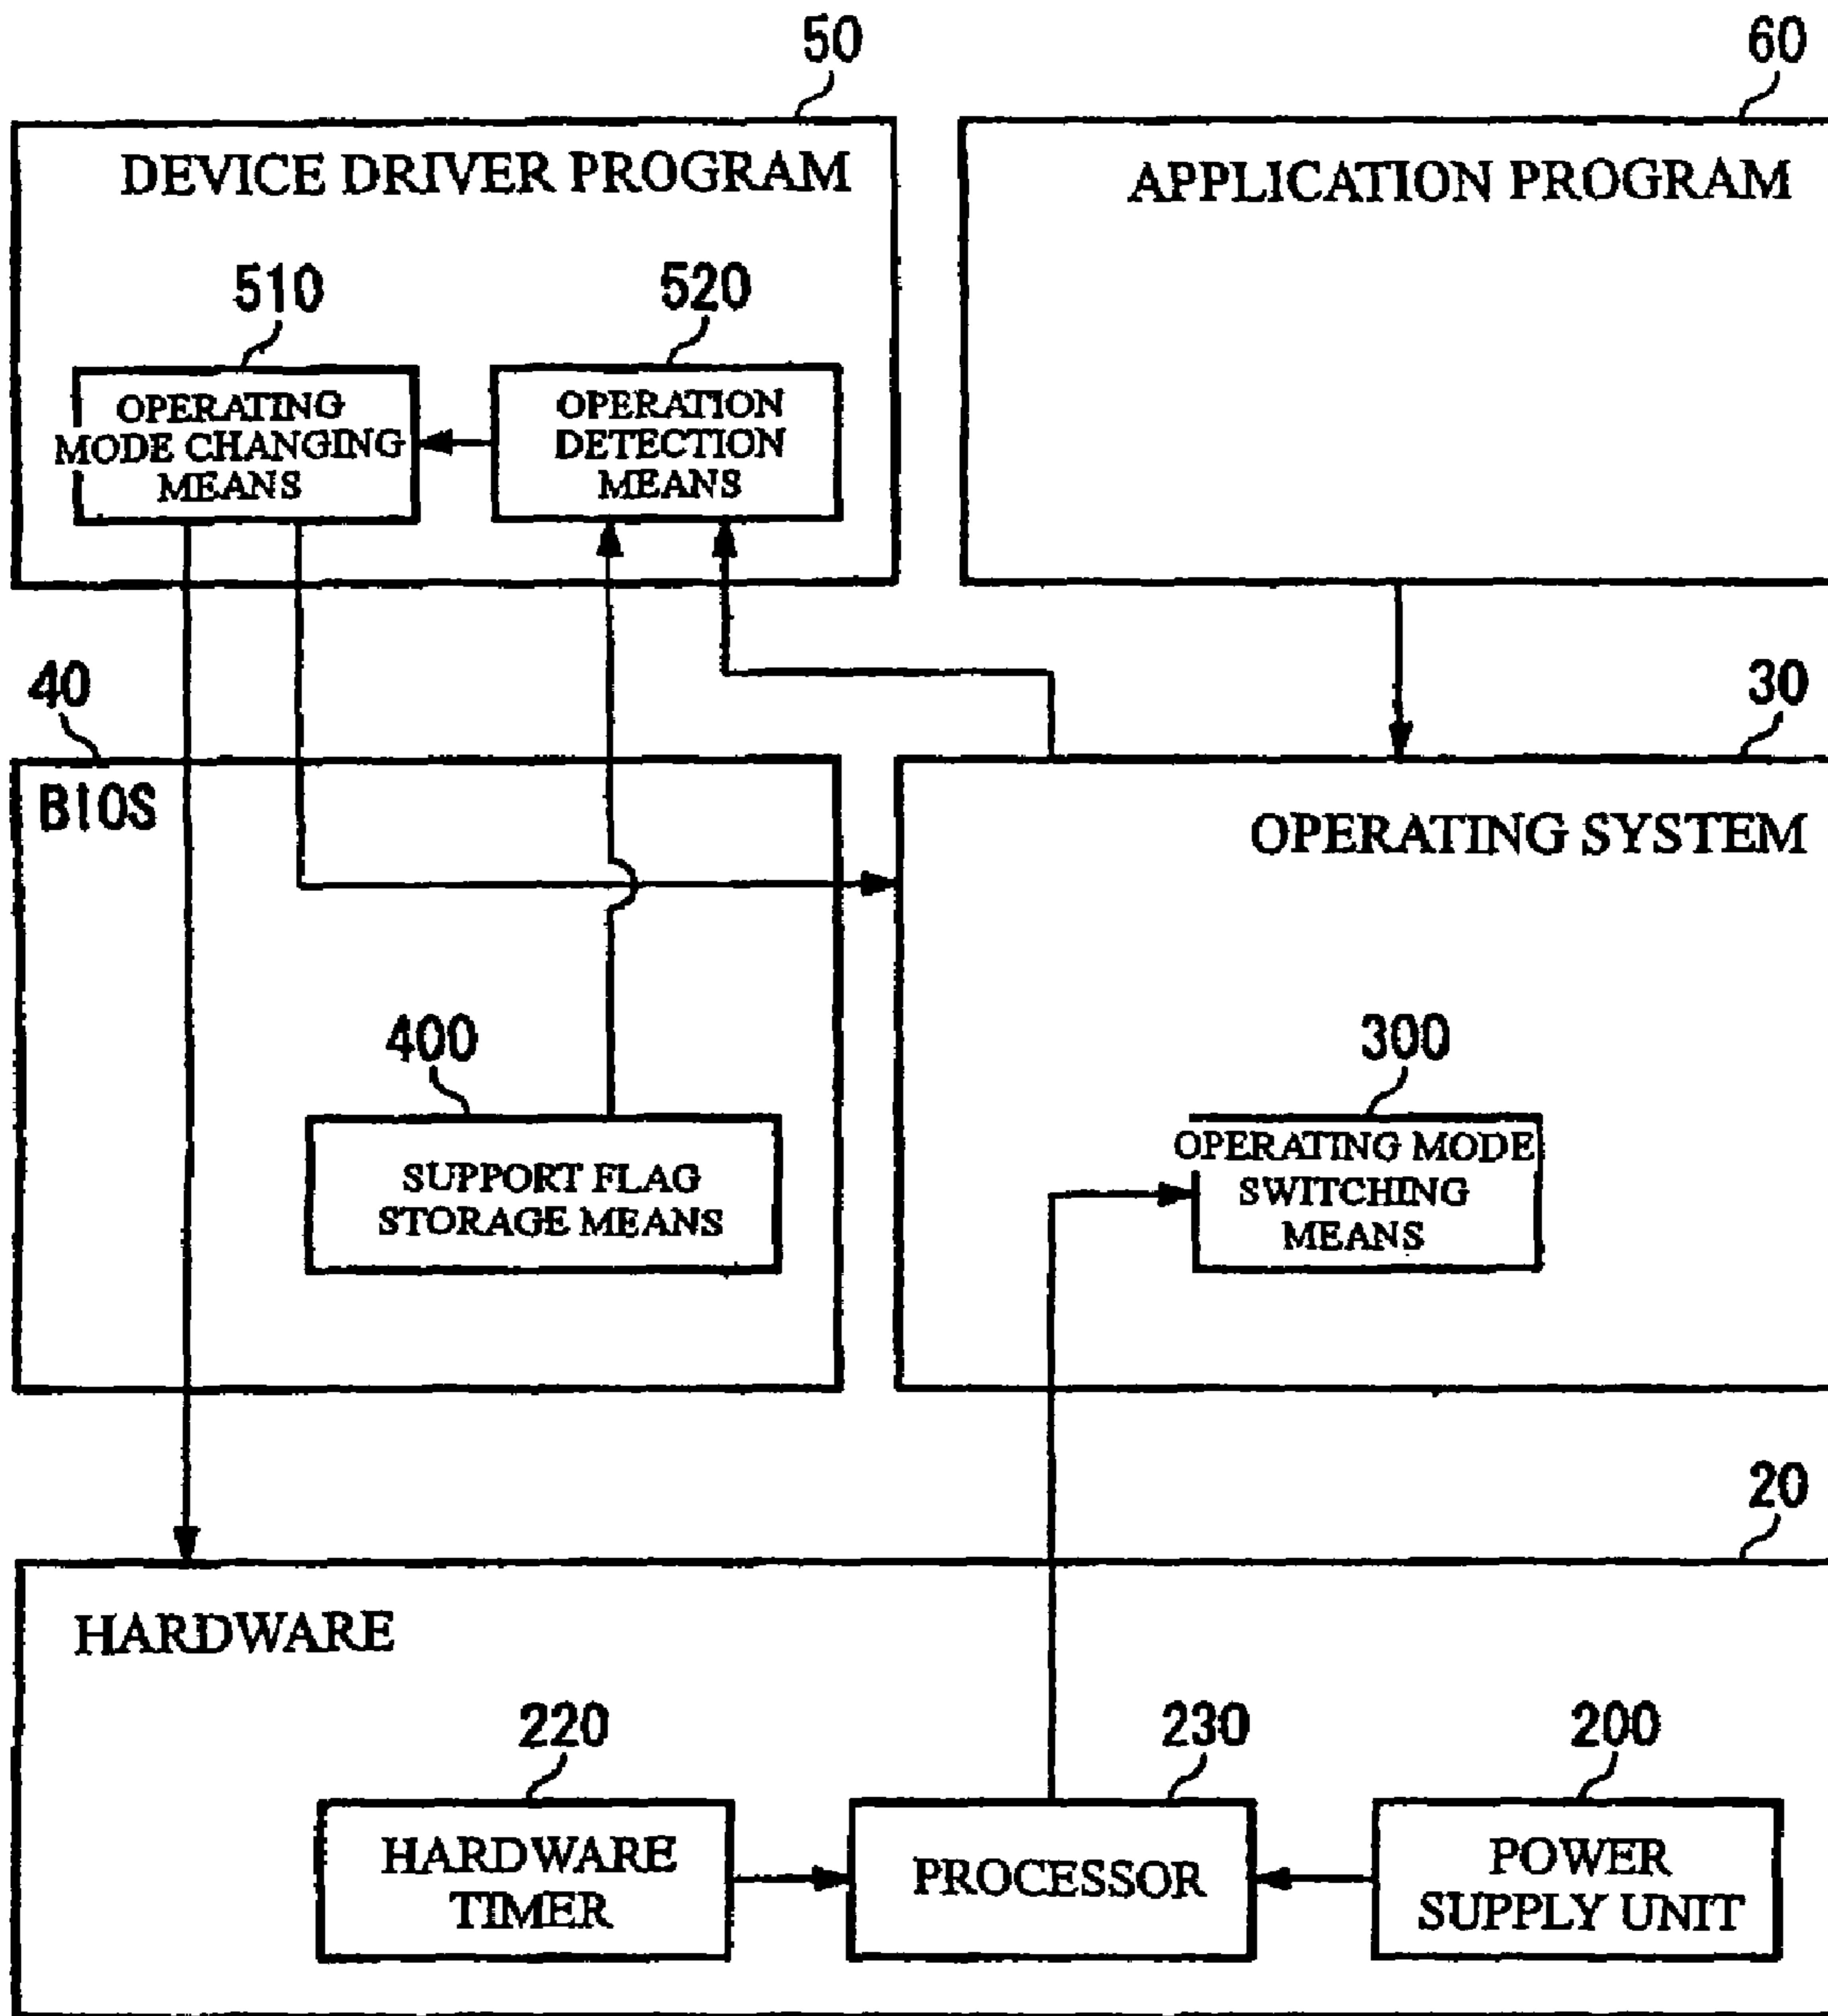 50
60
DEVICE DRIVER PROGRAM
APPLICATION PROGRAM
510
520
OPERATING
MODE CHANGING
MEANS
OPERATION
DETECTION
MEANS
40
30
BIOS
OPERATING SYSTEM
400
300
SUPPORT FLAG
STORAGE MEANS
OPERATING MODE
SWITCHING
MEANS
20
HARDWARE
220
230
200
HARDWARE
TIMER
PROCESSOR
POWER
SUPPLY UNIT